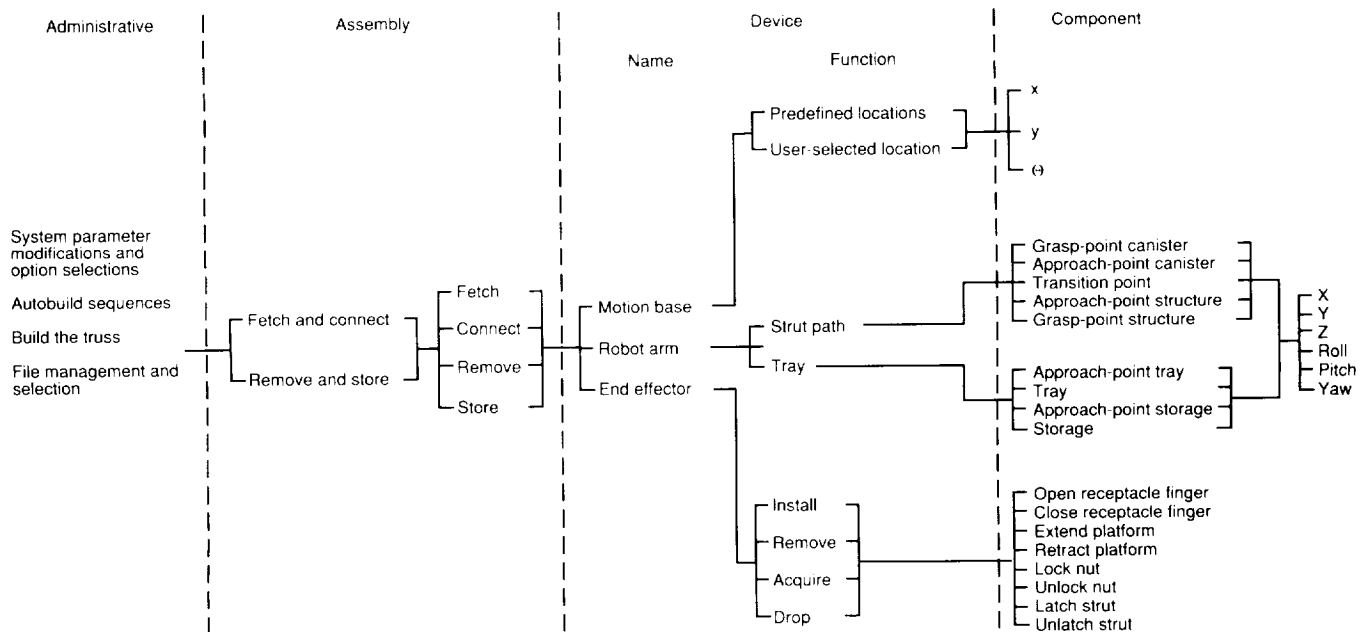 Administrative
Assembly
Device
Component
Name
Function
System parameter
modifications and
option selections
Autobuild sequences
Build the truss
File management and
selection
Fetch and connect
Remove and store
Fetch
Connect
Remove
Store
Motion base
Robot arm
End effector
Predefined locations
User-selected location
Strut path
Tray
Install
Remove
Acquire
Drop
x
y
Θ
Grasp-point canister
Approach-point canister
Transition point
Approach-point structure
Grasp-point structure
Approach-point tray
Tray
Approach-point storage
Storage
X
Y
Z
Roll
Pitch
Yaw
Open receptacle finger
Close receptacle finger
Extend platform
Retract platform
Lock nut
Unlock nut
Latch strut
Unlatch strut